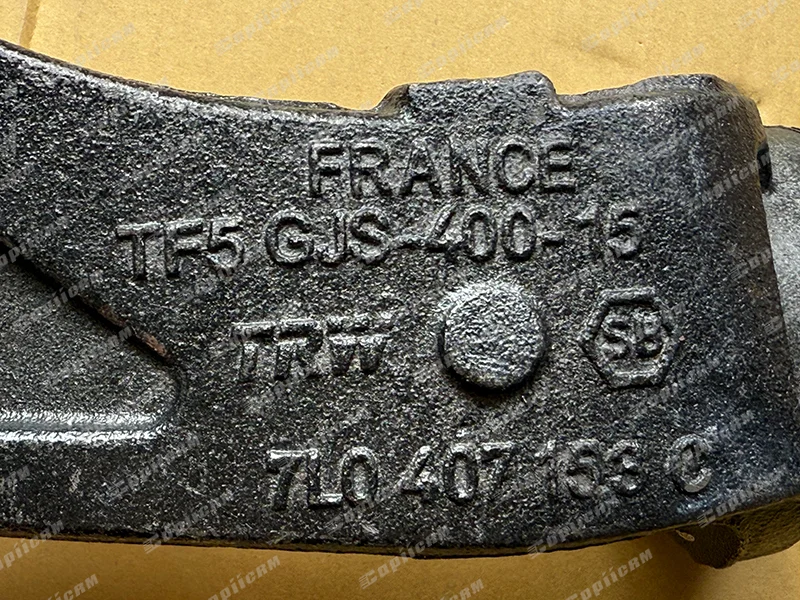 FRANCE
TF5 GJS-400-15
TRW SB
7L0 407 153 C